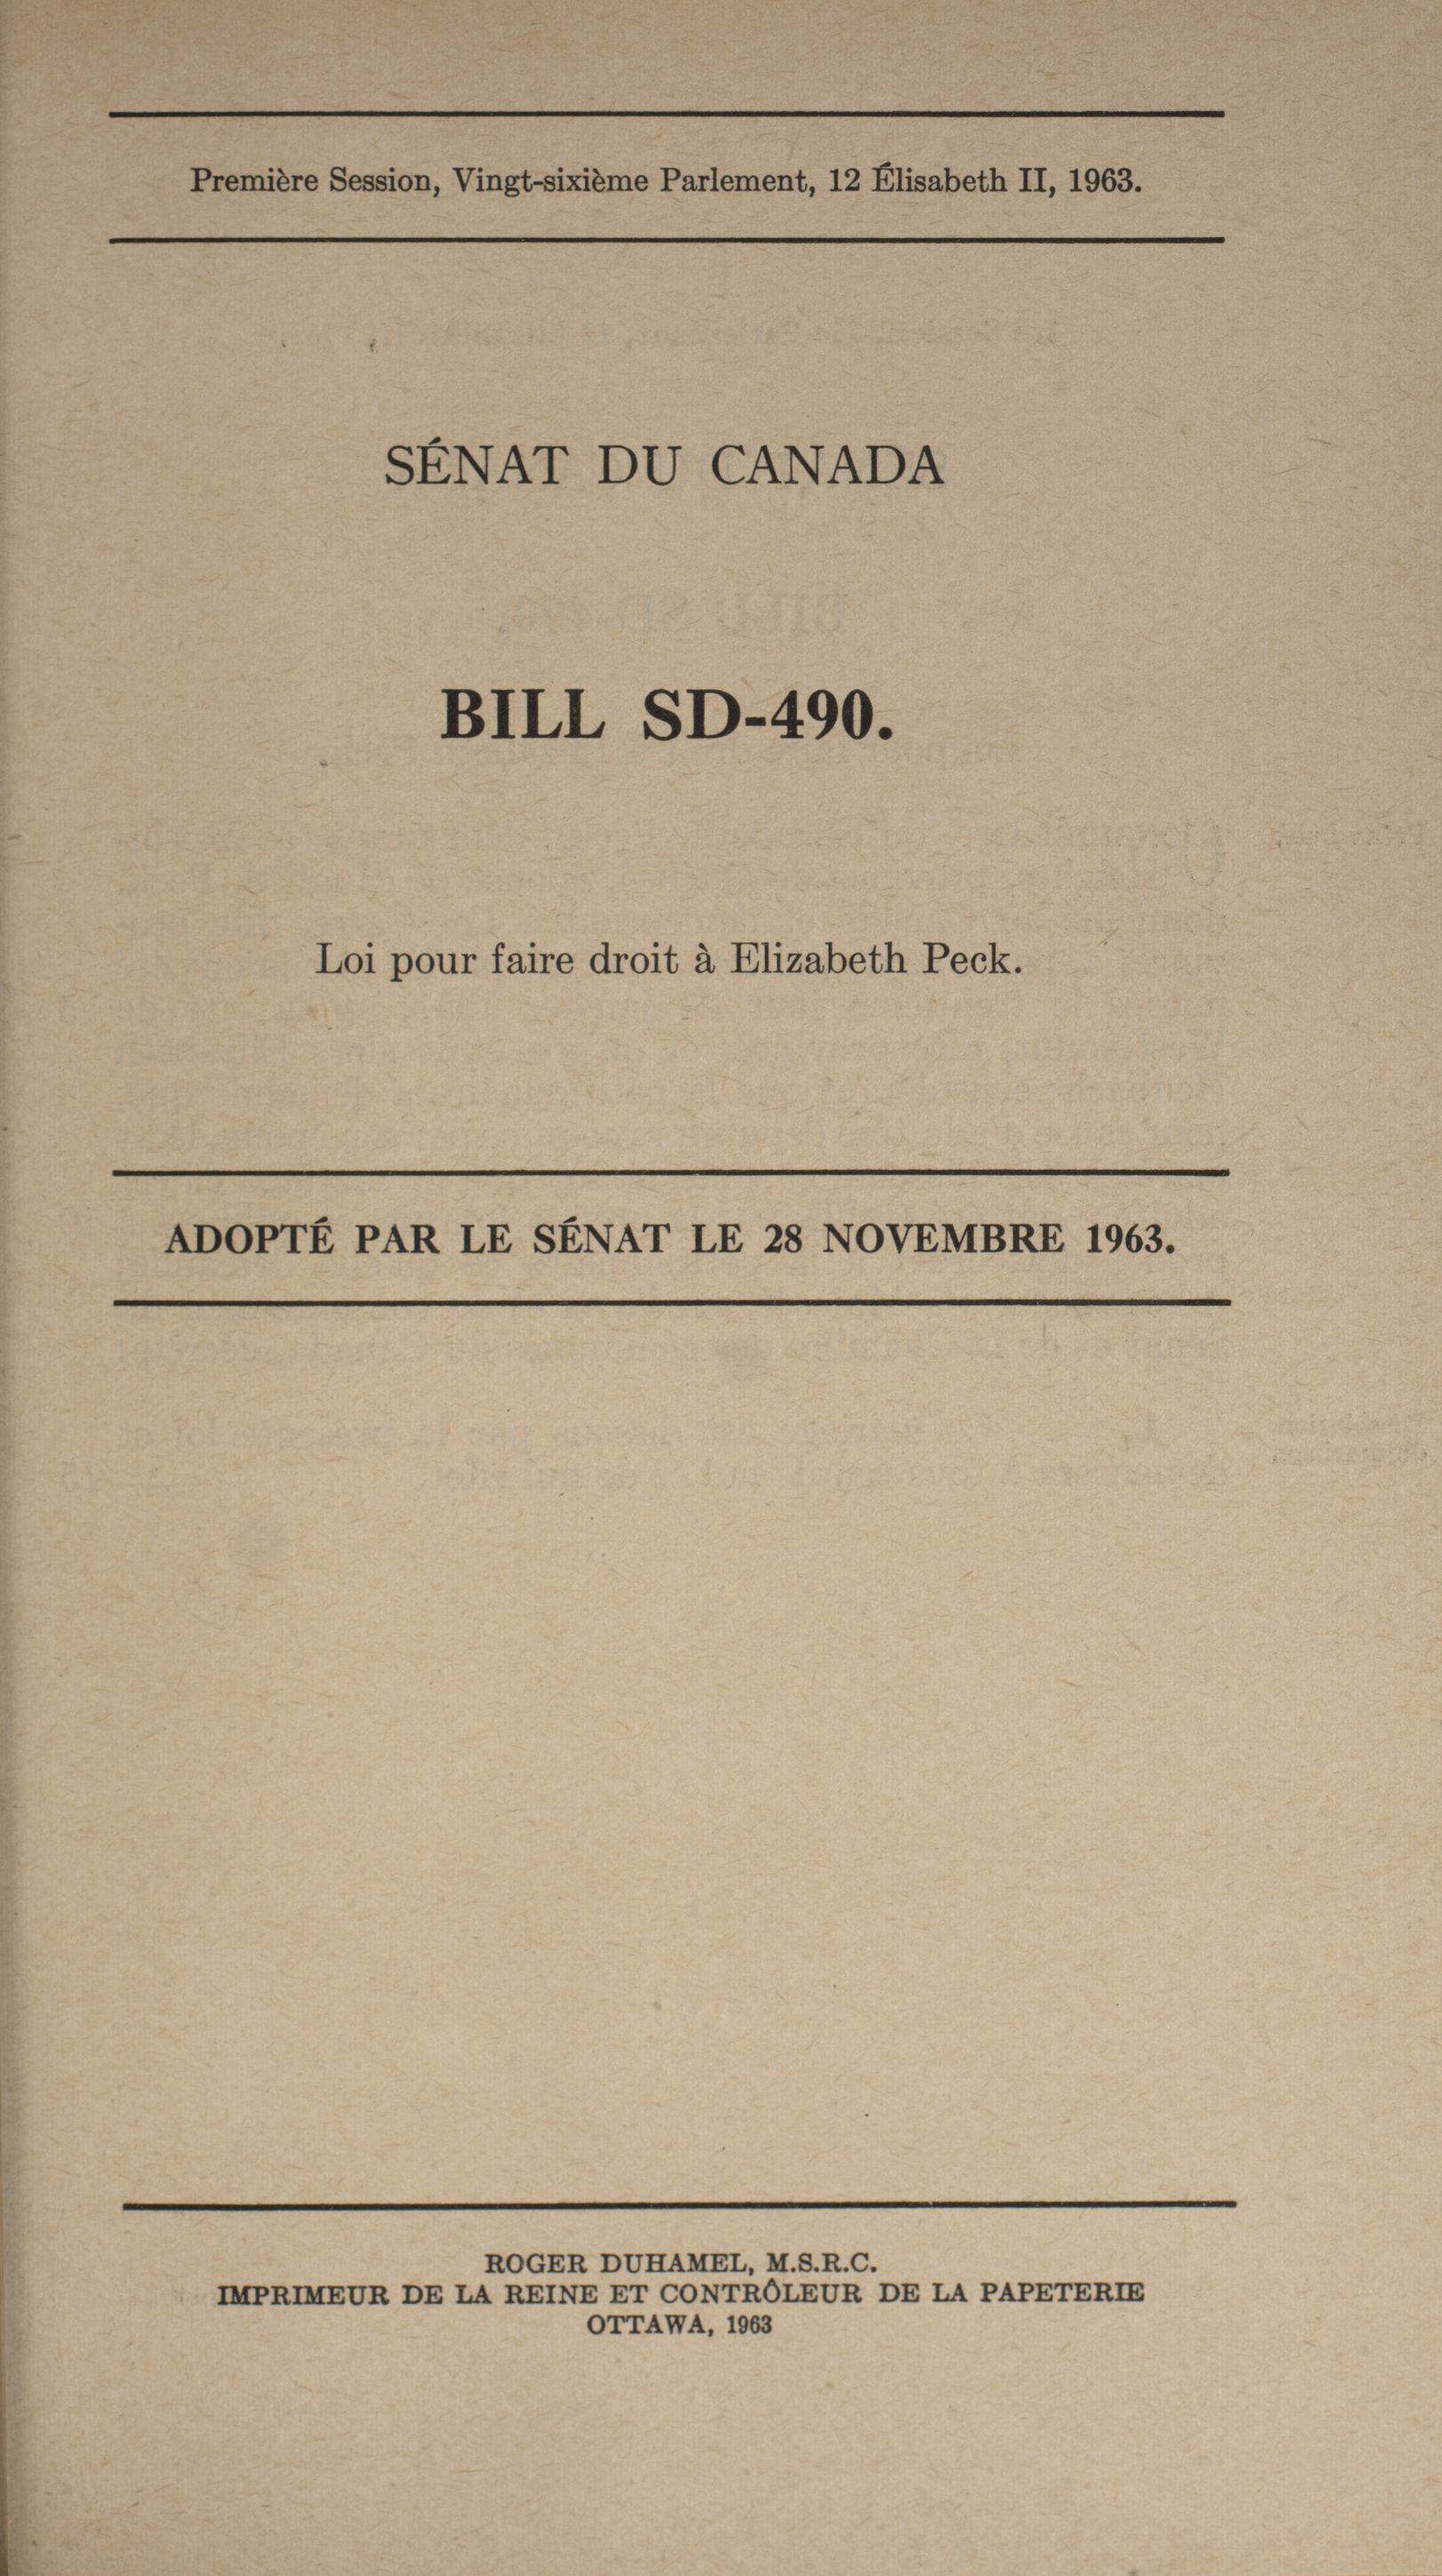 Première Session, Vingt-sixième Parlement, 12 Élisabeth II, 1963.
SÉNAT DU CANADA
BILL SD-490.
Loi pour faire droit à Elizabeth Peck.
ADOPTÉ PAR LE SÉNAT LE 28 NOVEMBRE 1963.
ROGER DUHAMEL, M.S.R.C.
IMPRIMEUR DE LA REINE ET CONTRÔLEUR DE LA PAPETERIE
OTTAWA, 1963